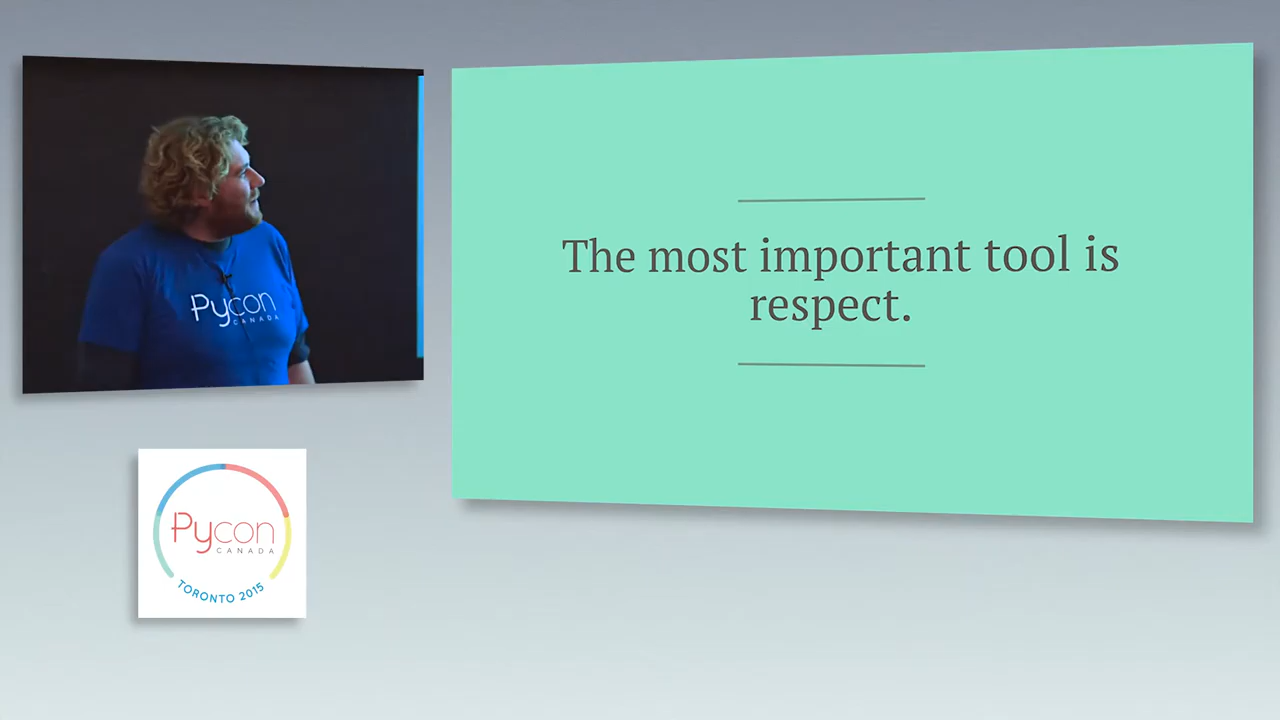 Pycon
CANADA
The most important tool is
respect.
Pycon
CANADA
TORONTO 2015